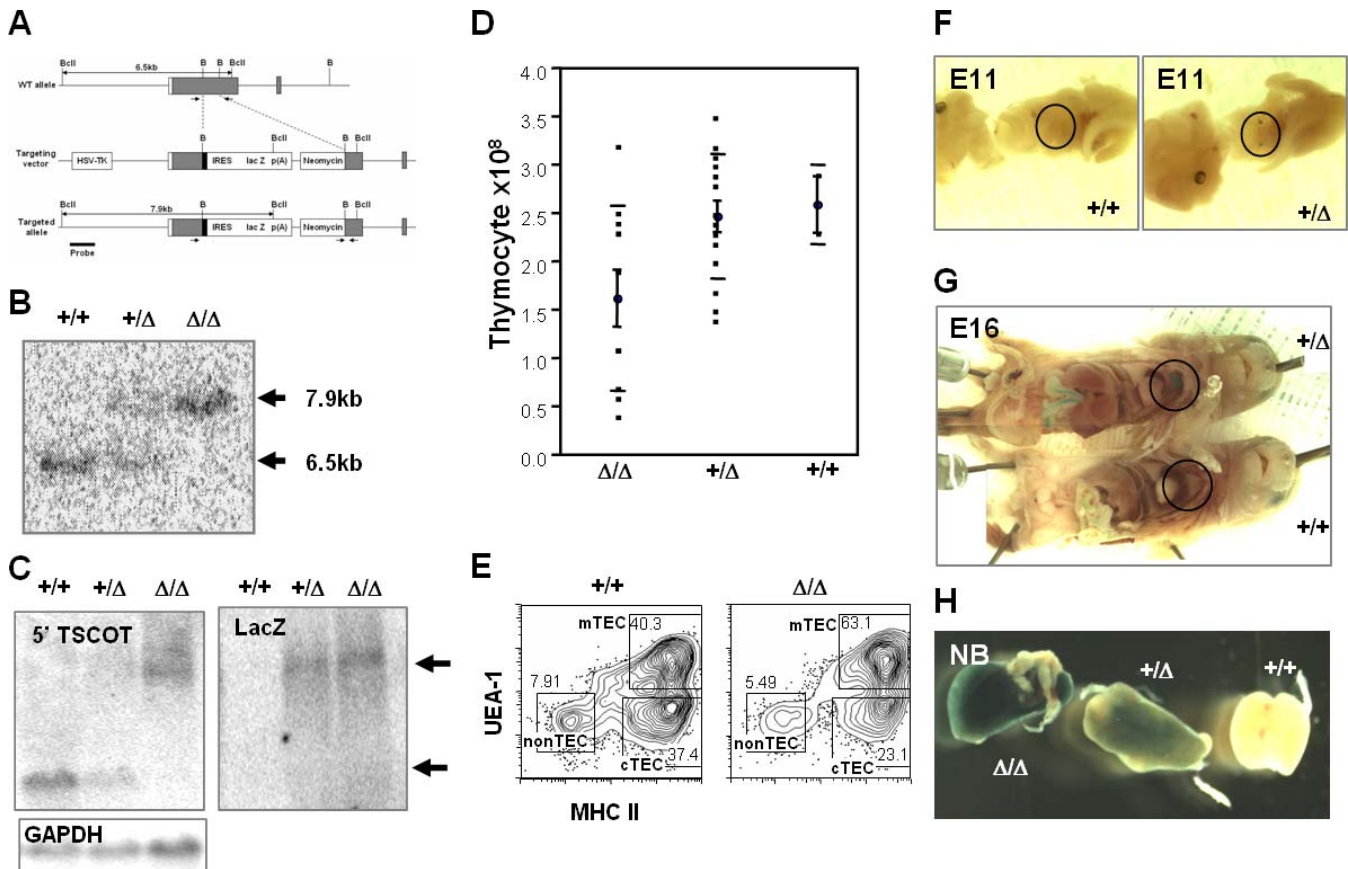 A
BclI B B BclI B
6.5kb
WT allele
B BclI B BclI
Targeting vector
HSV-TK IRES lac Z p(A) Neomycin
BclI 7.9kb B BclI B BclI
Targeted allele
IRES lac Z p(A) Neomycin
Probe
B
+/+ +/Δ Δ/Δ
7.9kb
6.5kb
C
+/+ +/Δ Δ/Δ +/+ +/Δ Δ/Δ
5' TSCOT LacZ
GAPDH
D
Thymocyte x10⁸
4.0
3.5
3.0
2.5
2.0
1.5
1.0
0.5
0.0
Δ/Δ +/Δ +/+
E
+/+ Δ/Δ
mTEC 40.3
7.91
nonTEC
cTEC 37.4
mTEC 63.1
5.49
nonTEC
cTEC 23.1
UEA-1
MHC II
F
E11 E11
+/+ +/Δ
G
E16
+/Δ
+/+
H
NB
Δ/Δ +/Δ +/+